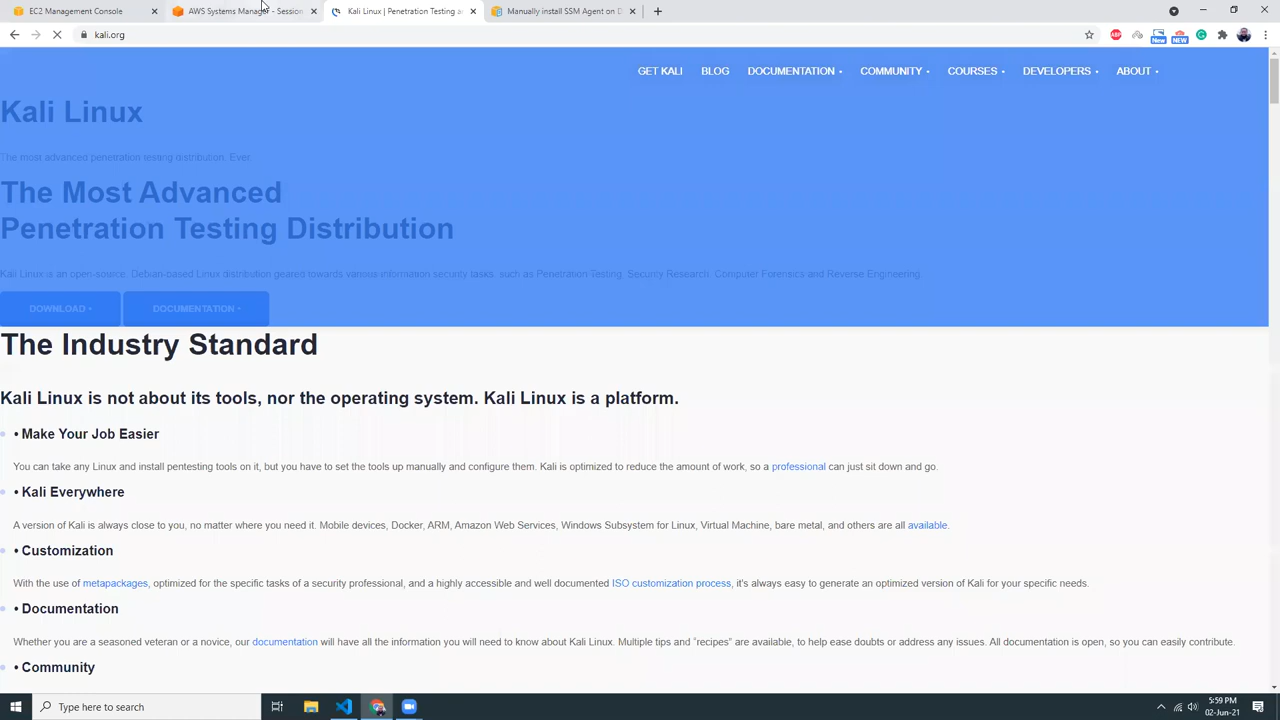 EC2 Management Console
AWS Systems Manager - Session
Kali Linux | Penetration Testing a
Manually install SSM Agent on D
kali.org
ABP
New
NEW
GET KALI
BLOG
DOCUMENTATION
COMMUNITY
COURSES
DEVELOPERS
ABOUT
Kali Linux
The most advanced penetration testing distribution. Ever.
The Most Advanced
Penetration Testing Distribution
Kali Linux is an open-source, Debian-based Linux distribution geared towards various information security tasks, such as Penetration Testing, Security Research, Computer Forensics and Reverse Engineering.
DOWNLOAD
DOCUMENTATION
The Industry Standard
Kali Linux is not about its tools, nor the operating system. Kali Linux is a platform.
• Make Your Job Easier
You can take any Linux and install pentesting tools on it, but you have to set the tools up manually and configure them. Kali is optimized to reduce the amount of work, so a professional can just sit down and go.
• Kali Everywhere
A version of Kali is always close to you, no matter where you need it. Mobile devices, Docker, ARM, Amazon Web Services, Windows Subsystem for Linux, Virtual Machine, bare metal, and others are all available.
• Customization
With the use of metapackages, optimized for the specific tasks of a security professional, and a highly accessible and well documented ISO customization process, it's always easy to generate an optimized version of Kali for your specific needs.
• Documentation
Whether you are a seasoned veteran or a novice, our documentation will have all the information you will need to know about Kali Linux. Multiple tips and "recipes" are available, to help ease doubts or address any issues. All documentation is open, so you can easily contribute.
• Community
Type here to search
5:59 PM
02-Jun-21